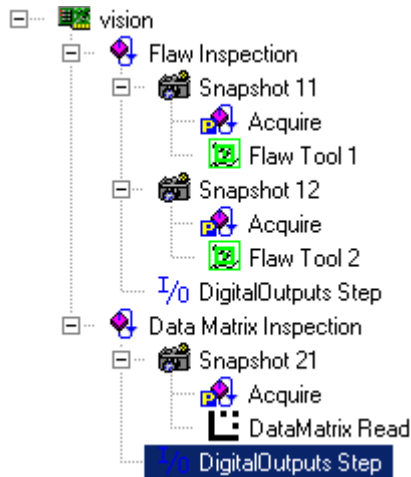 vision
Flaw Inspection
Snapshot 11
Acquire
Flaw Tool 1
Snapshot 12
Acquire
Flaw Tool 2
I/O DigitalOutputs Step
Data Matrix Inspection
Snapshot 21
Acquire
DataMatrix Read
I/O DigitalOutputs Step